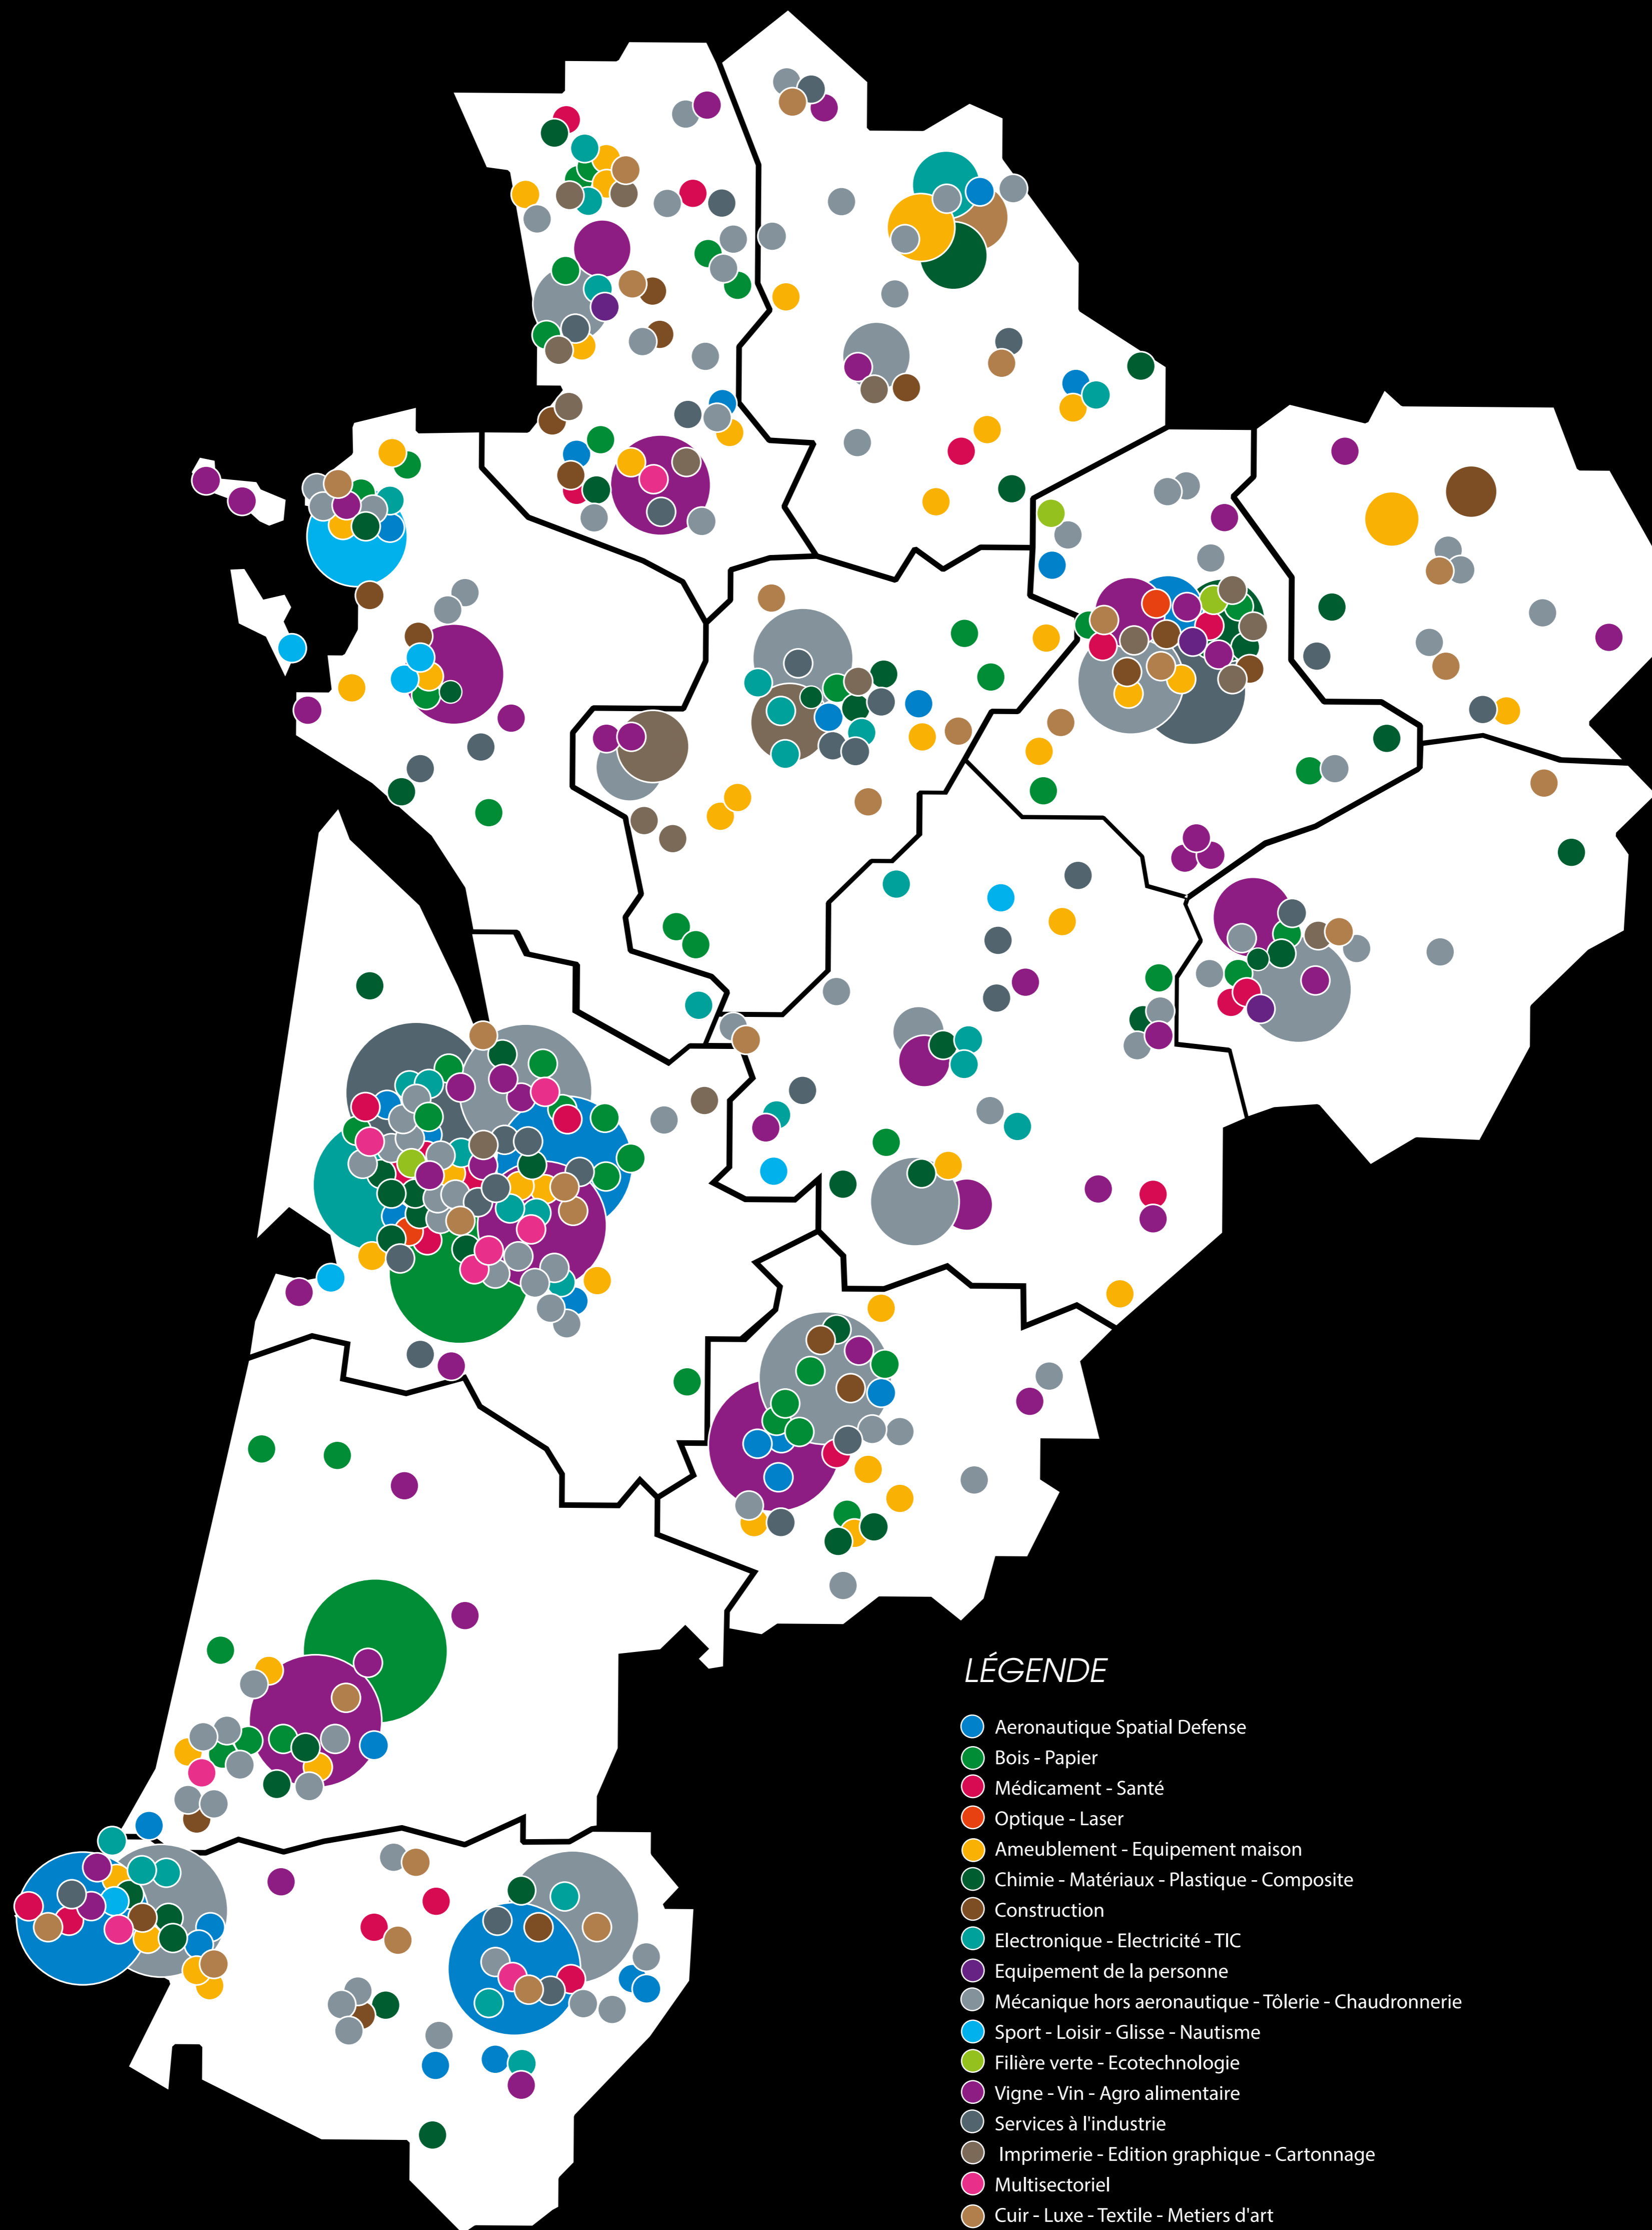 LÉGENDE
Aeronautique Spatial Defense
Bois - Papier
Médicament - Santé
Optique - Laser
Ameublement - Equipement maison
Chimie - Matériaux - Plastique - Composite
Construction
Electronique - Electricité - TIC
Equipement de la personne
Mécanique hors aeronautique - Tôlerie - Chaudronnerie
Sport - Loisir - Glisse - Nautisme
Filière verte - Ecotechnologie
Vigne - Vin - Agro alimentaire
Services à l'industrie
Imprimerie - Edition graphique - Cartonnage
Multisectoriel
Cuir - Luxe - Textile - Metiers d'art